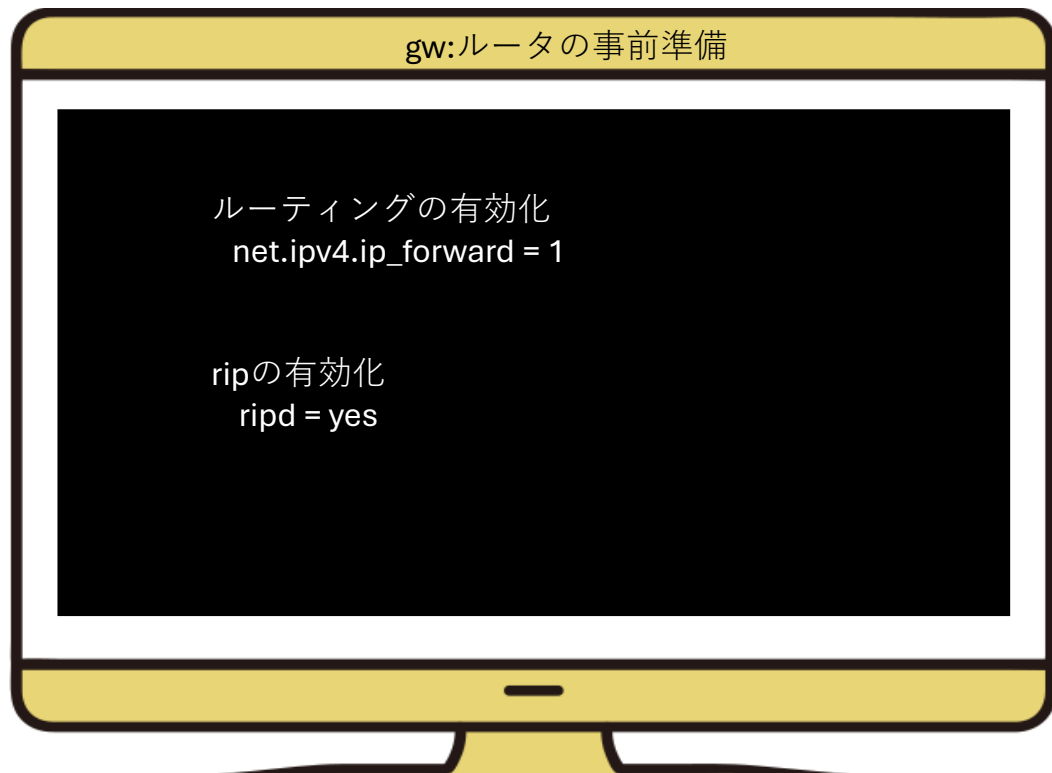 gw:ルータの事前準備
ルーティングの有効化
net.ipv4.ip_forward = 1
ripの有効化
ripd = yes